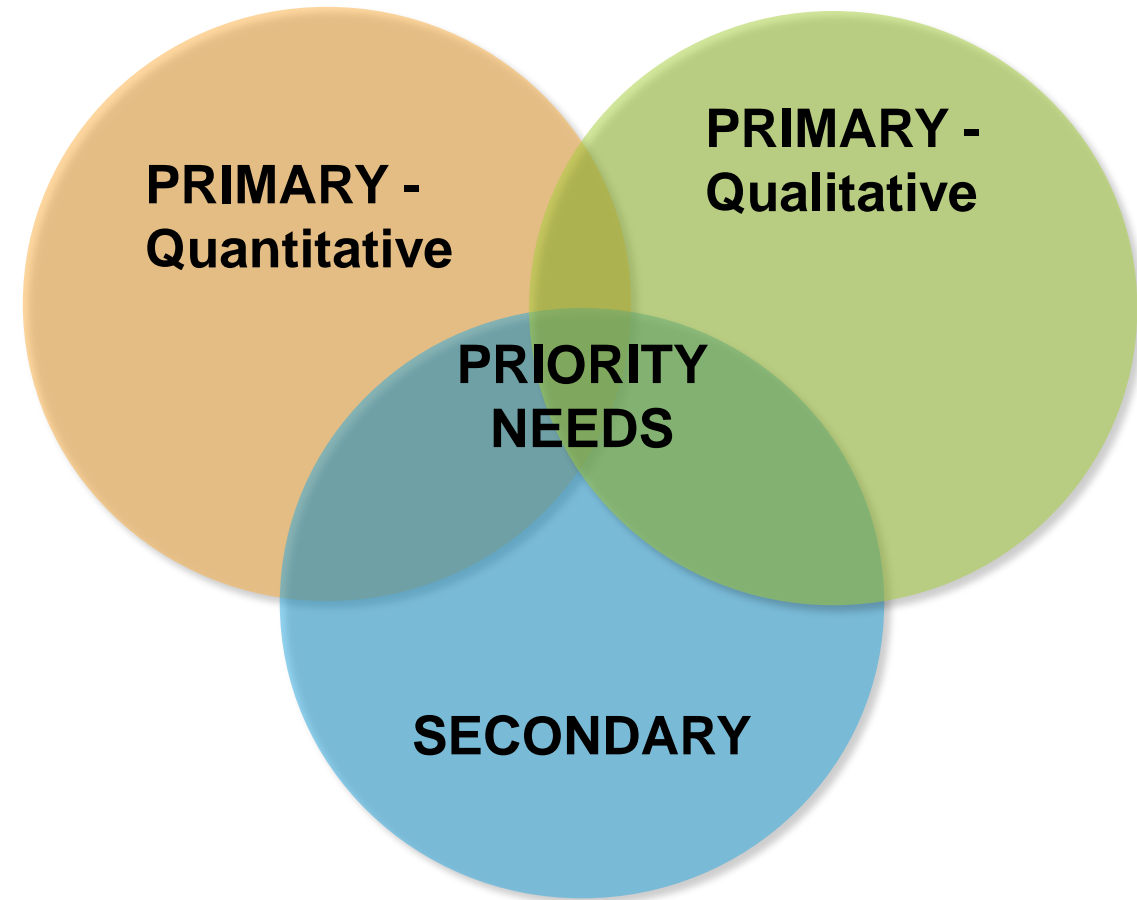 PRIMARY -
Quantitative
PRIMARY -
Qualitative
PRIORITY
NEEDS
SECONDARY